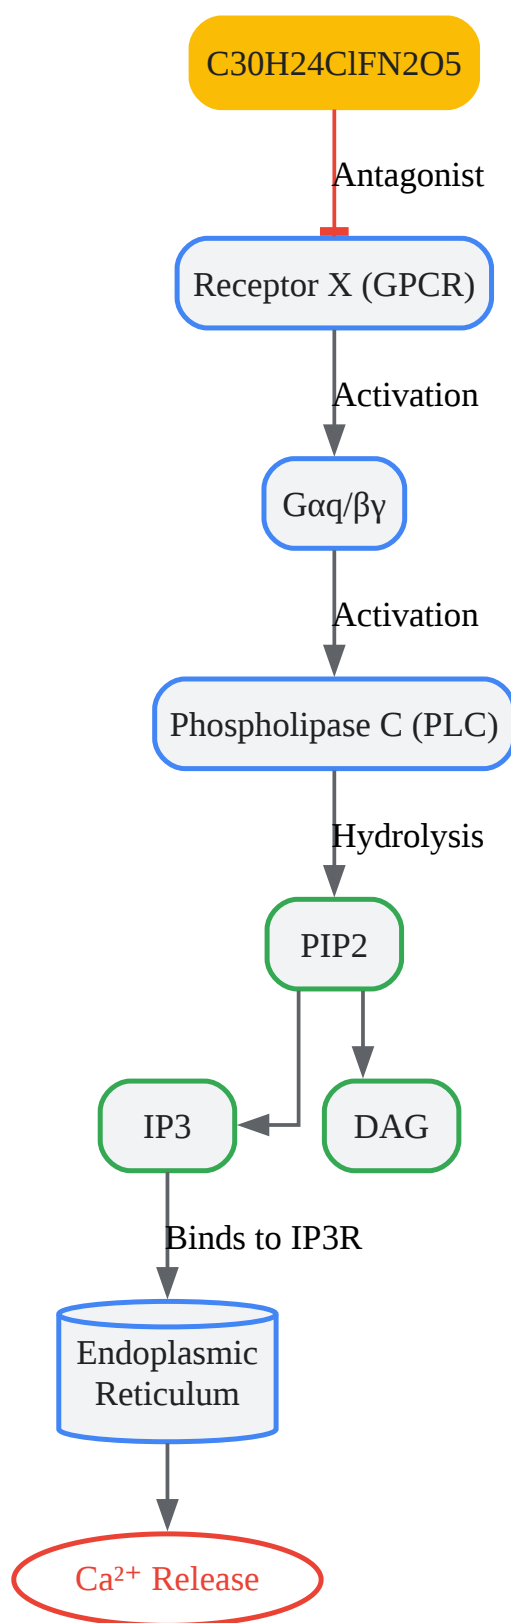 C30H24ClFN2O5
Antagonist
Receptor X (GPCR)
Activation
Gαq/βγ
Activation
Phospholipase C (PLC)
Hydrolysis
PIP2
IP3
DAG
Binds to IP3R
Endoplasmic
Reticulum
Ca²⁺ Release